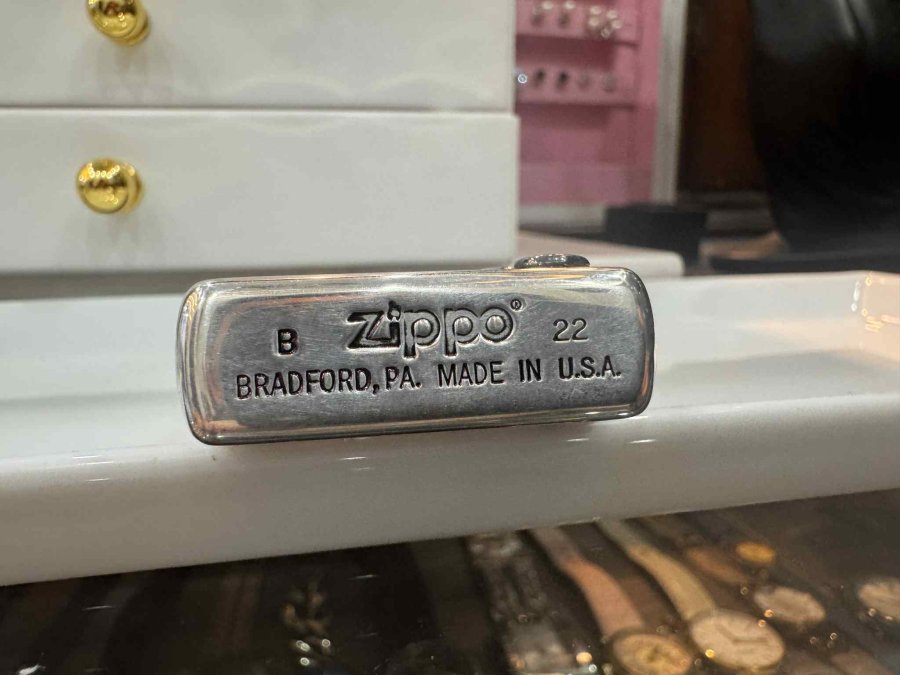 B zippo® 22
BRADFORD, PA. MADE IN U.S.A.